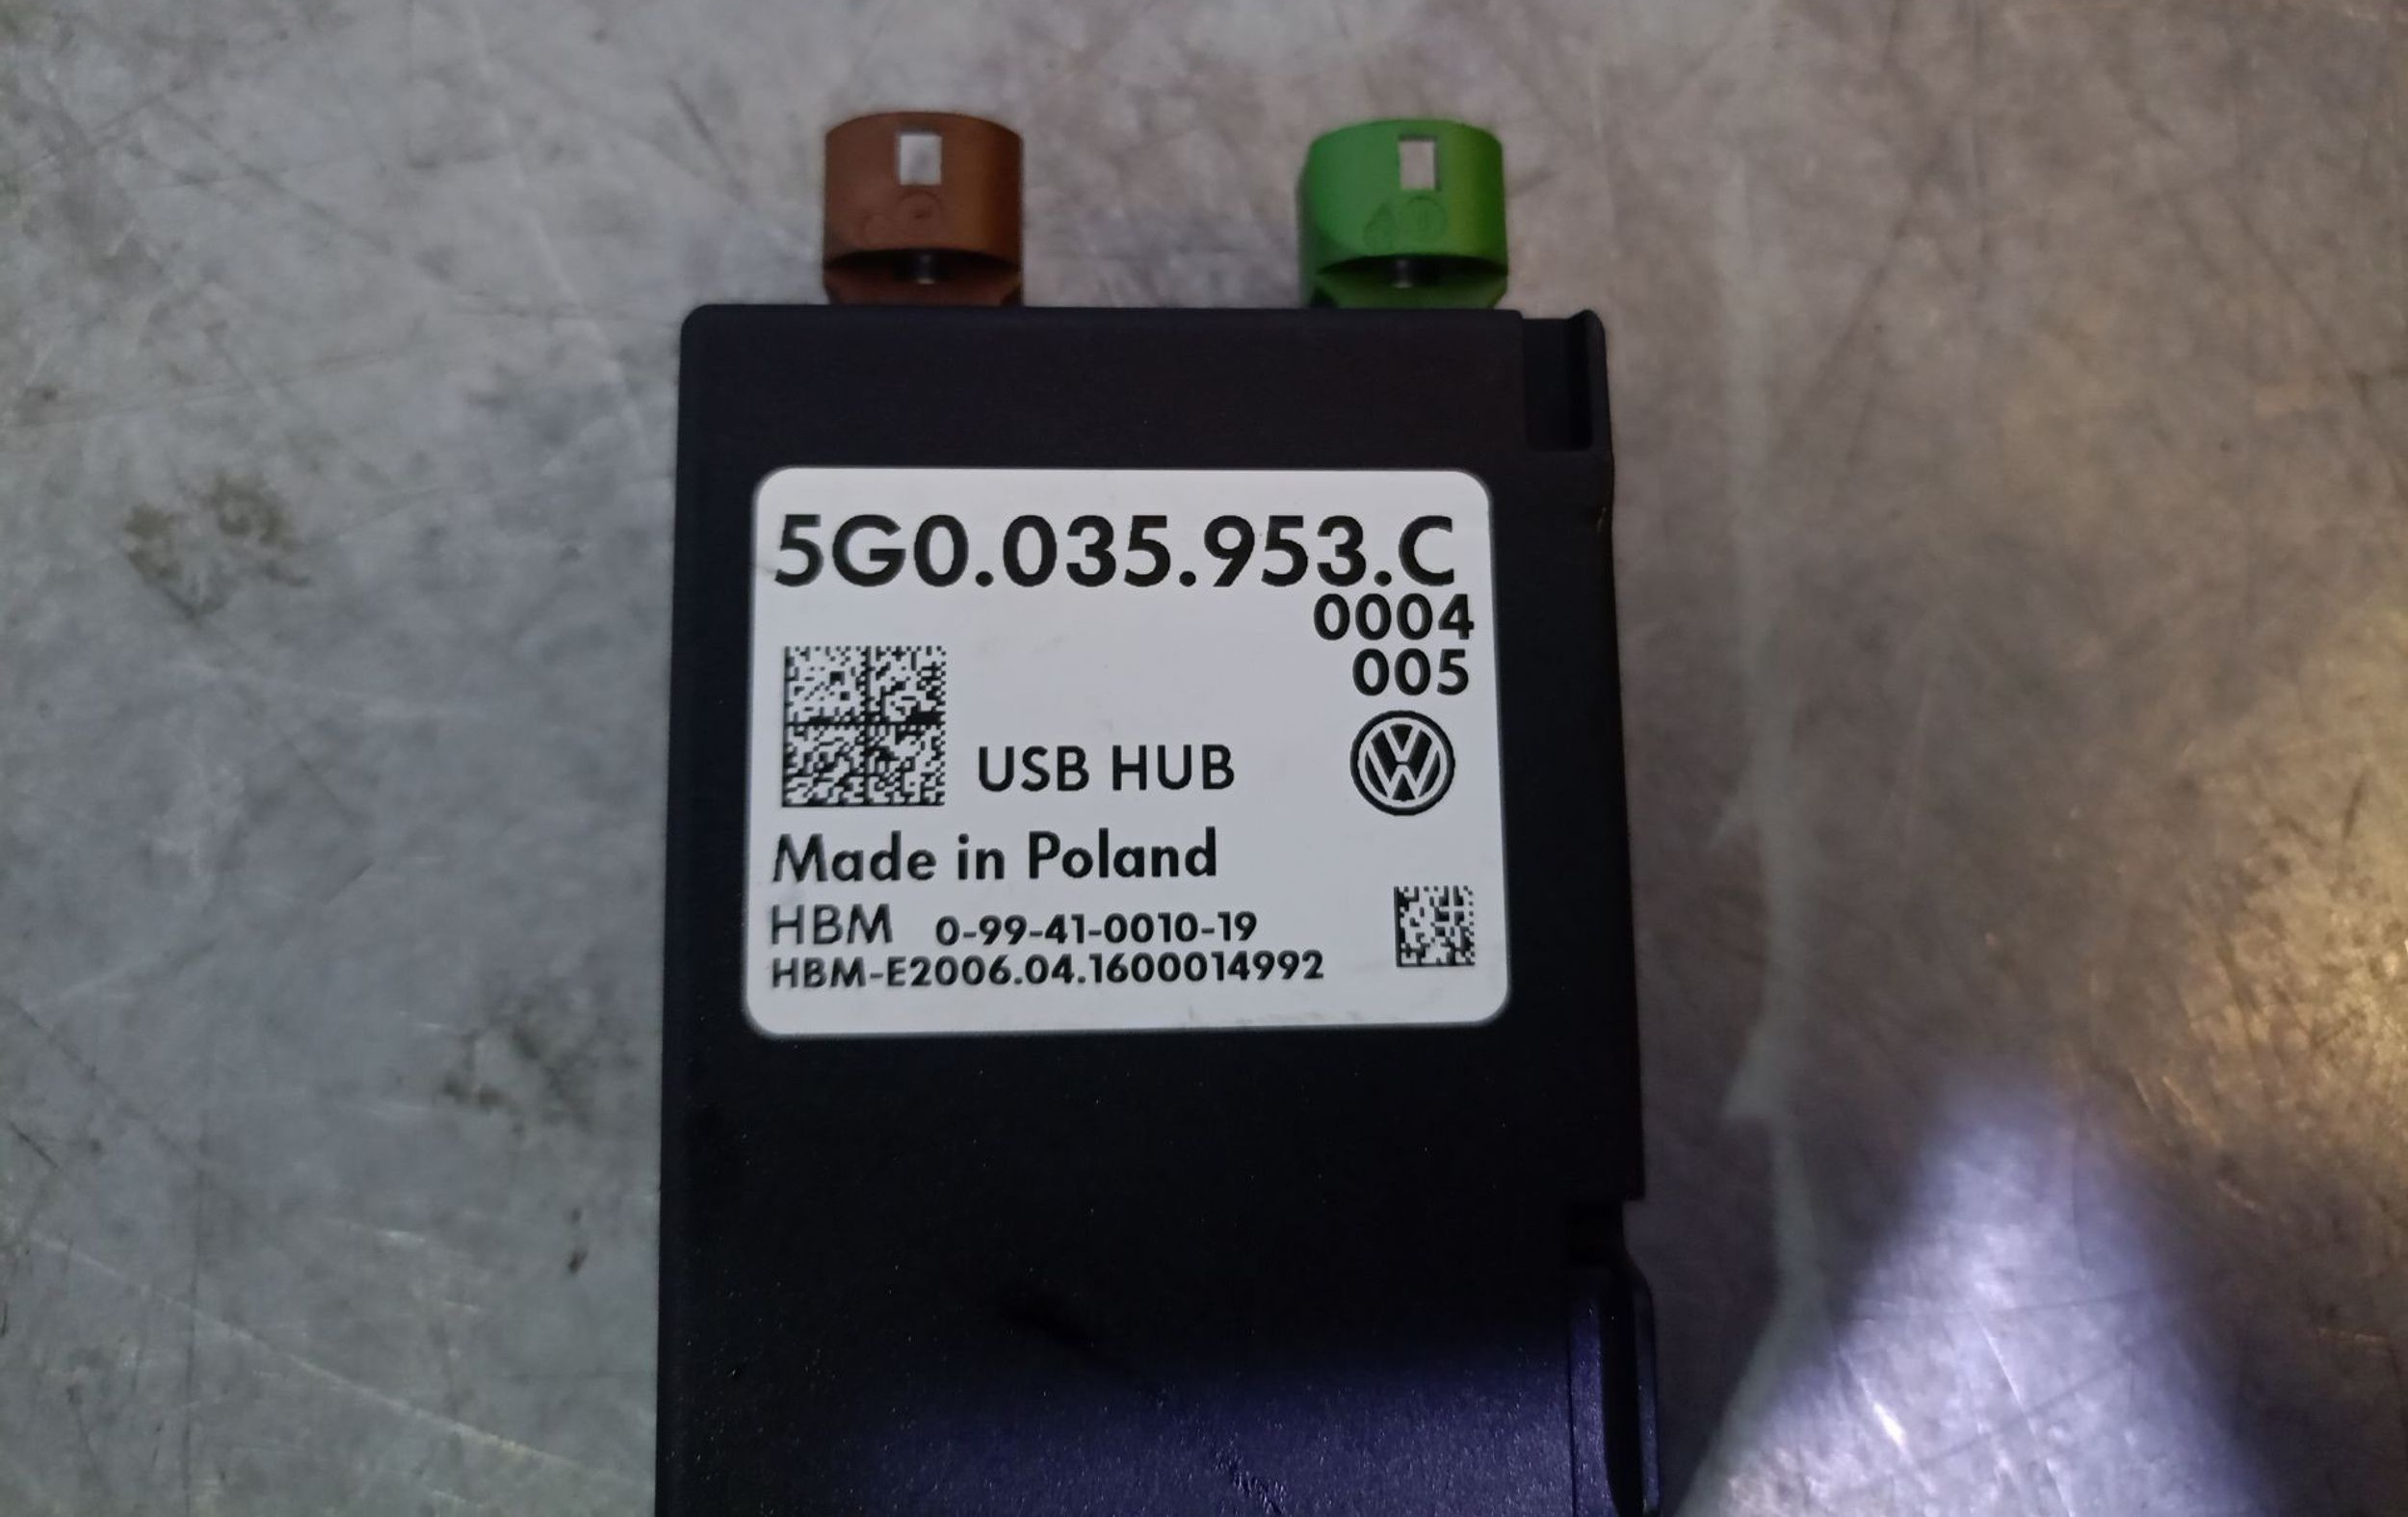 5G0.035.953.C
0004
005
USB HUB
Made in Poland
HBM 0-99-41-0010-19
HBM-E2006.04.1600014992